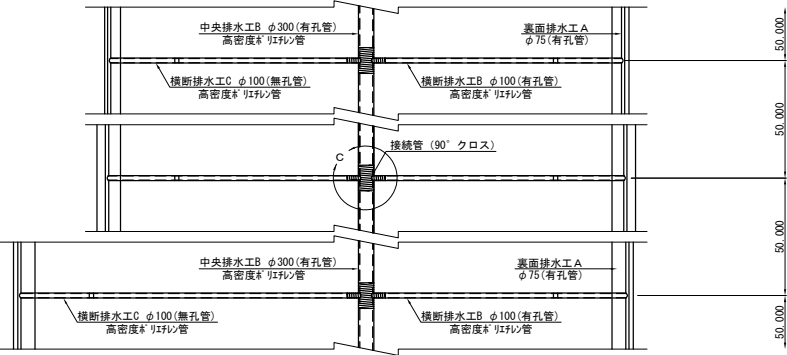 中央排水工B φ300(有孔管)
高密度ﾎﾟﾘｴﾁﾚﾝ管
裏面排水工A
φ75(有孔管)
50.000
横断排水工C φ100(無孔管)
高密度ﾎﾟﾘｴﾁﾚﾝ管
横断排水工B φ100(有孔管)
高密度ﾎﾟﾘｴﾁﾚﾝ管
50.000
接続管 (90° クロス)
C
50.000
中央排水工B φ300(有孔管)
高密度ﾎﾟﾘｴﾁﾚﾝ管
裏面排水工A
φ75(有孔管)
横断排水工C φ100(無孔管)
高密度ﾎﾟﾘｴﾁﾚﾝ管
横断排水工B φ100(有孔管)
高密度ﾎﾟﾘｴﾁﾚﾝ管
50.000